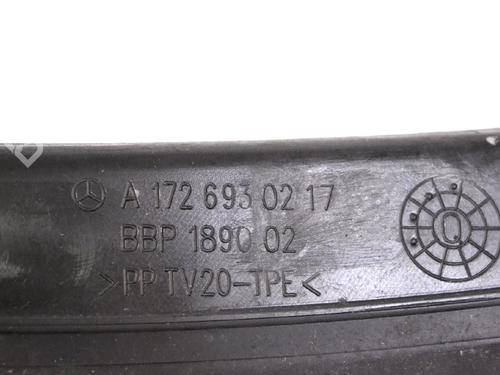 A 172 693 02 17
BBP 1890 02
>PP TV20-TPE<